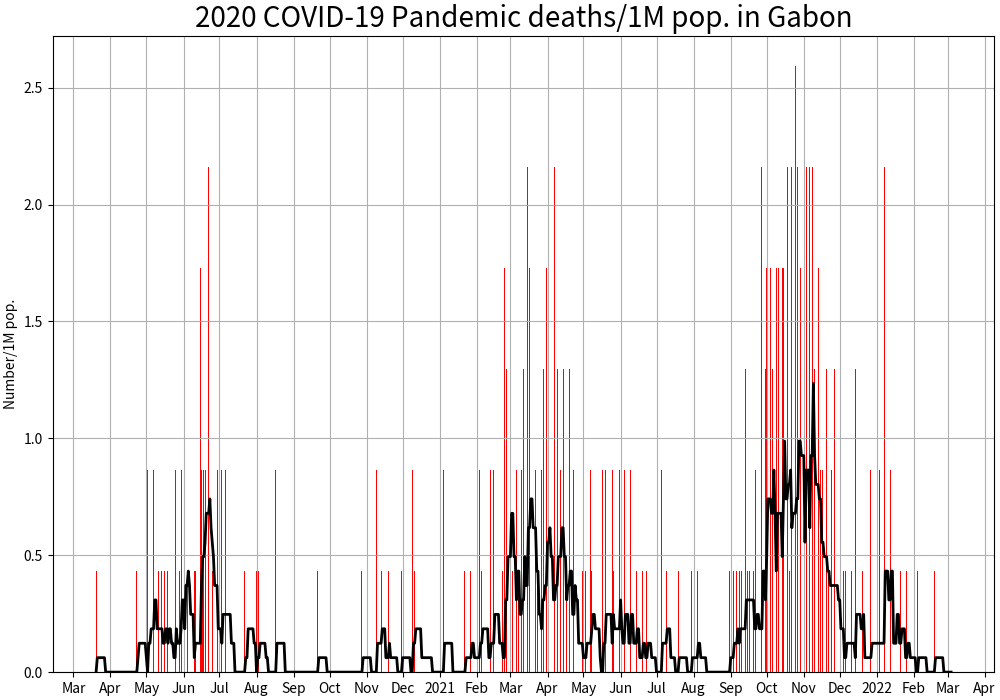 2020 COVID-19 Pandemic deaths/1M pop. in Gabon
Number/1M pop.
2.5
2.0
1.5
1.0
0.5
0.0
Mar Apr May Jun Jul Aug Sep Oct Nov Dec 2021 Feb Mar Apr May Jun Jul Aug Sep Oct Nov Dec 2022 Feb Mar Apr